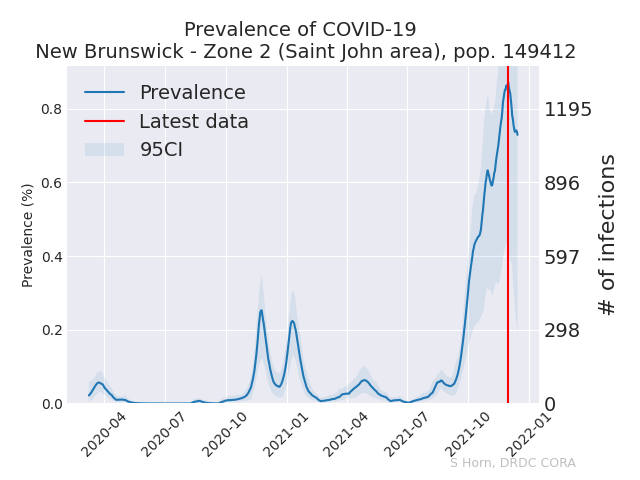 Prevalence of COVID-19
New Brunswick - Zone 2 (Saint John area), pop. 149412
Prevalence
Latest data
95CI
Prevalence (%)
0.8
0.6
0.4
0.2
0.0
1195
896
597
298
0
# of infections
2020-04
2020-07
2020-10
2021-01
2021-04
2021-07
2021-10
2022-01
S Horn, DRDC CORA